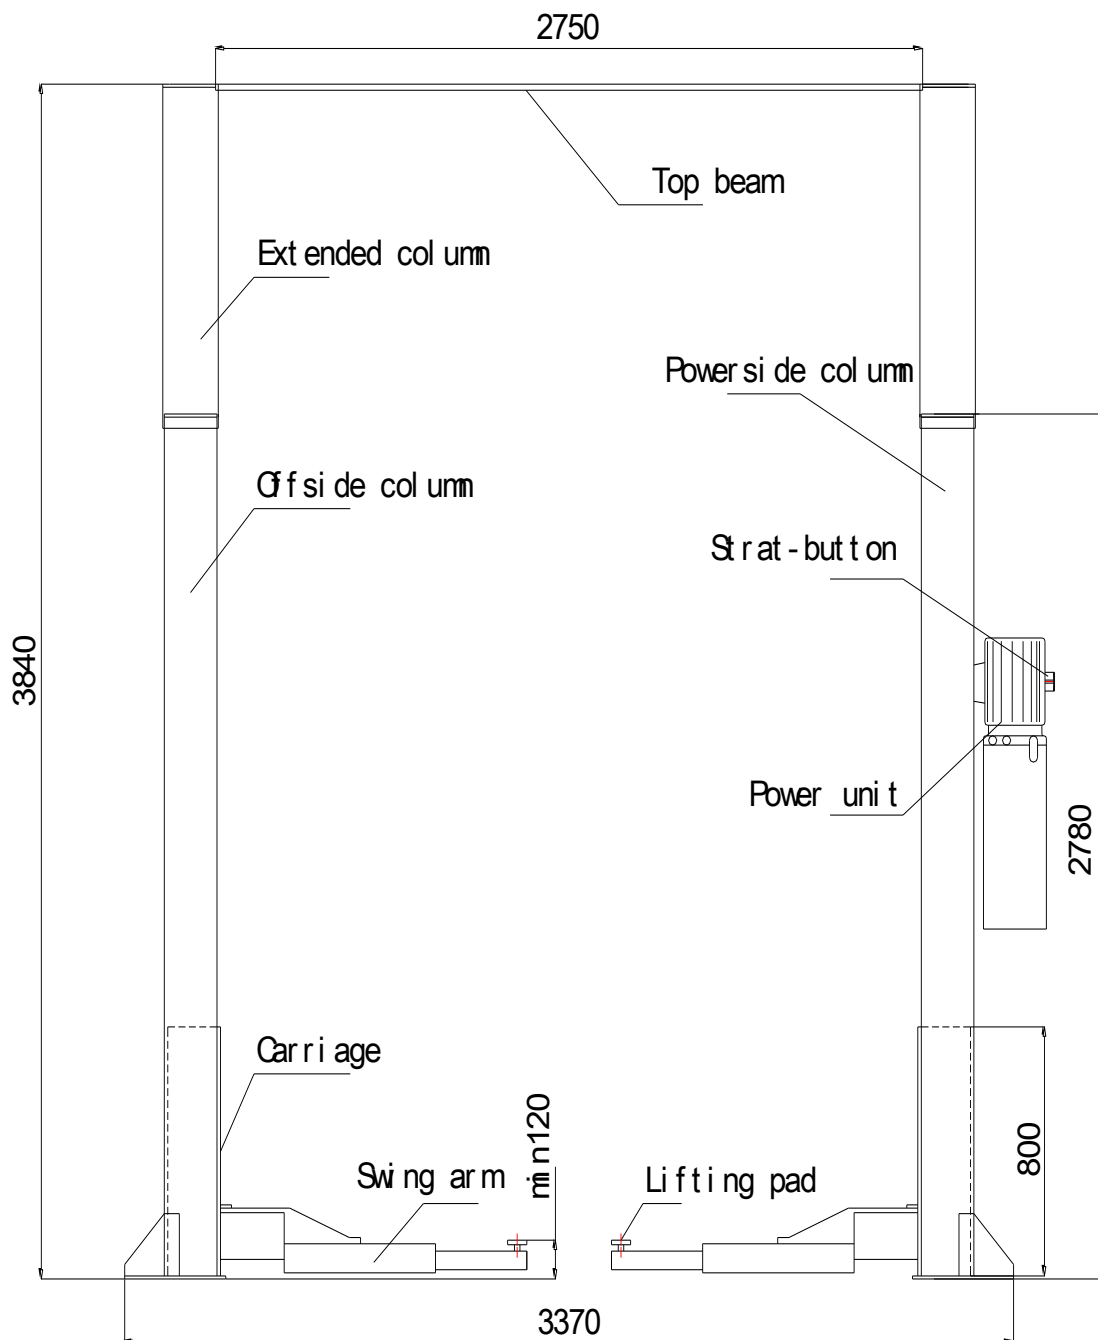 2750
Top beam
Extended column
Powerside column
Offside column
Strat-button
3840
Power unit
2780
Carriage
min120
800
Swing arm
Lifting pad
3370